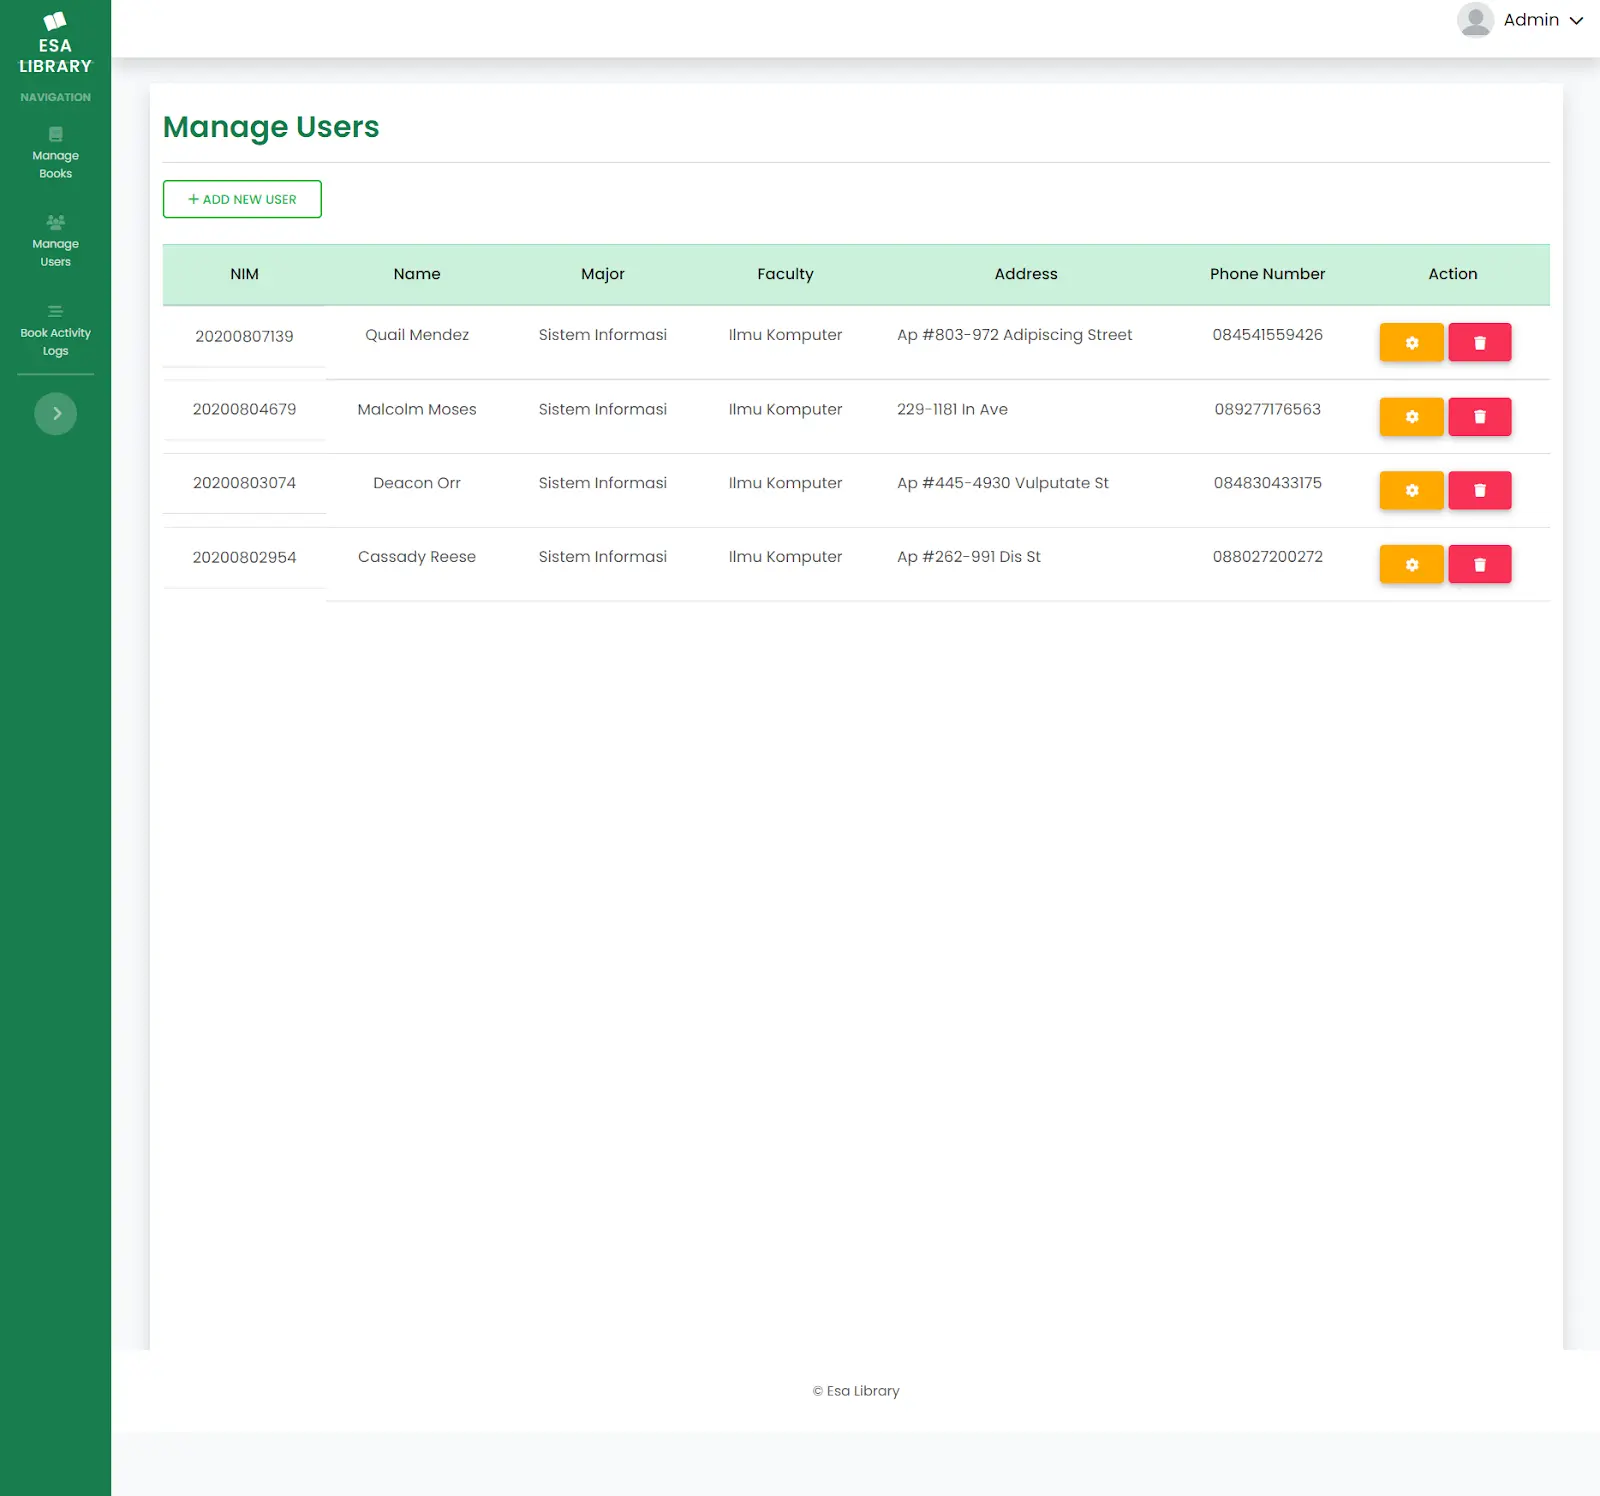 ESA
LIBRARY
NAVIGATION
Manage
Books
Manage
Users
Book Activity
Logs
Admin
Manage Users
+ ADD NEW USER
NIM Name Major Faculty Address Phone Number Action
20200807139 Quail Mendez Sistem Informasi Ilmu Komputer Ap #803-972 Adipiscing Street 084541559426
20200804679 Malcolm Moses Sistem Informasi Ilmu Komputer 229-1181 In Ave 089277176563
20200803074 Deacon Orr Sistem Informasi Ilmu Komputer Ap #445-4930 Vulputate St 084830433175
20200802954 Cassady Reese Sistem Informasi Ilmu Komputer Ap #262-991 Dis St 088027200272
© Esa Library